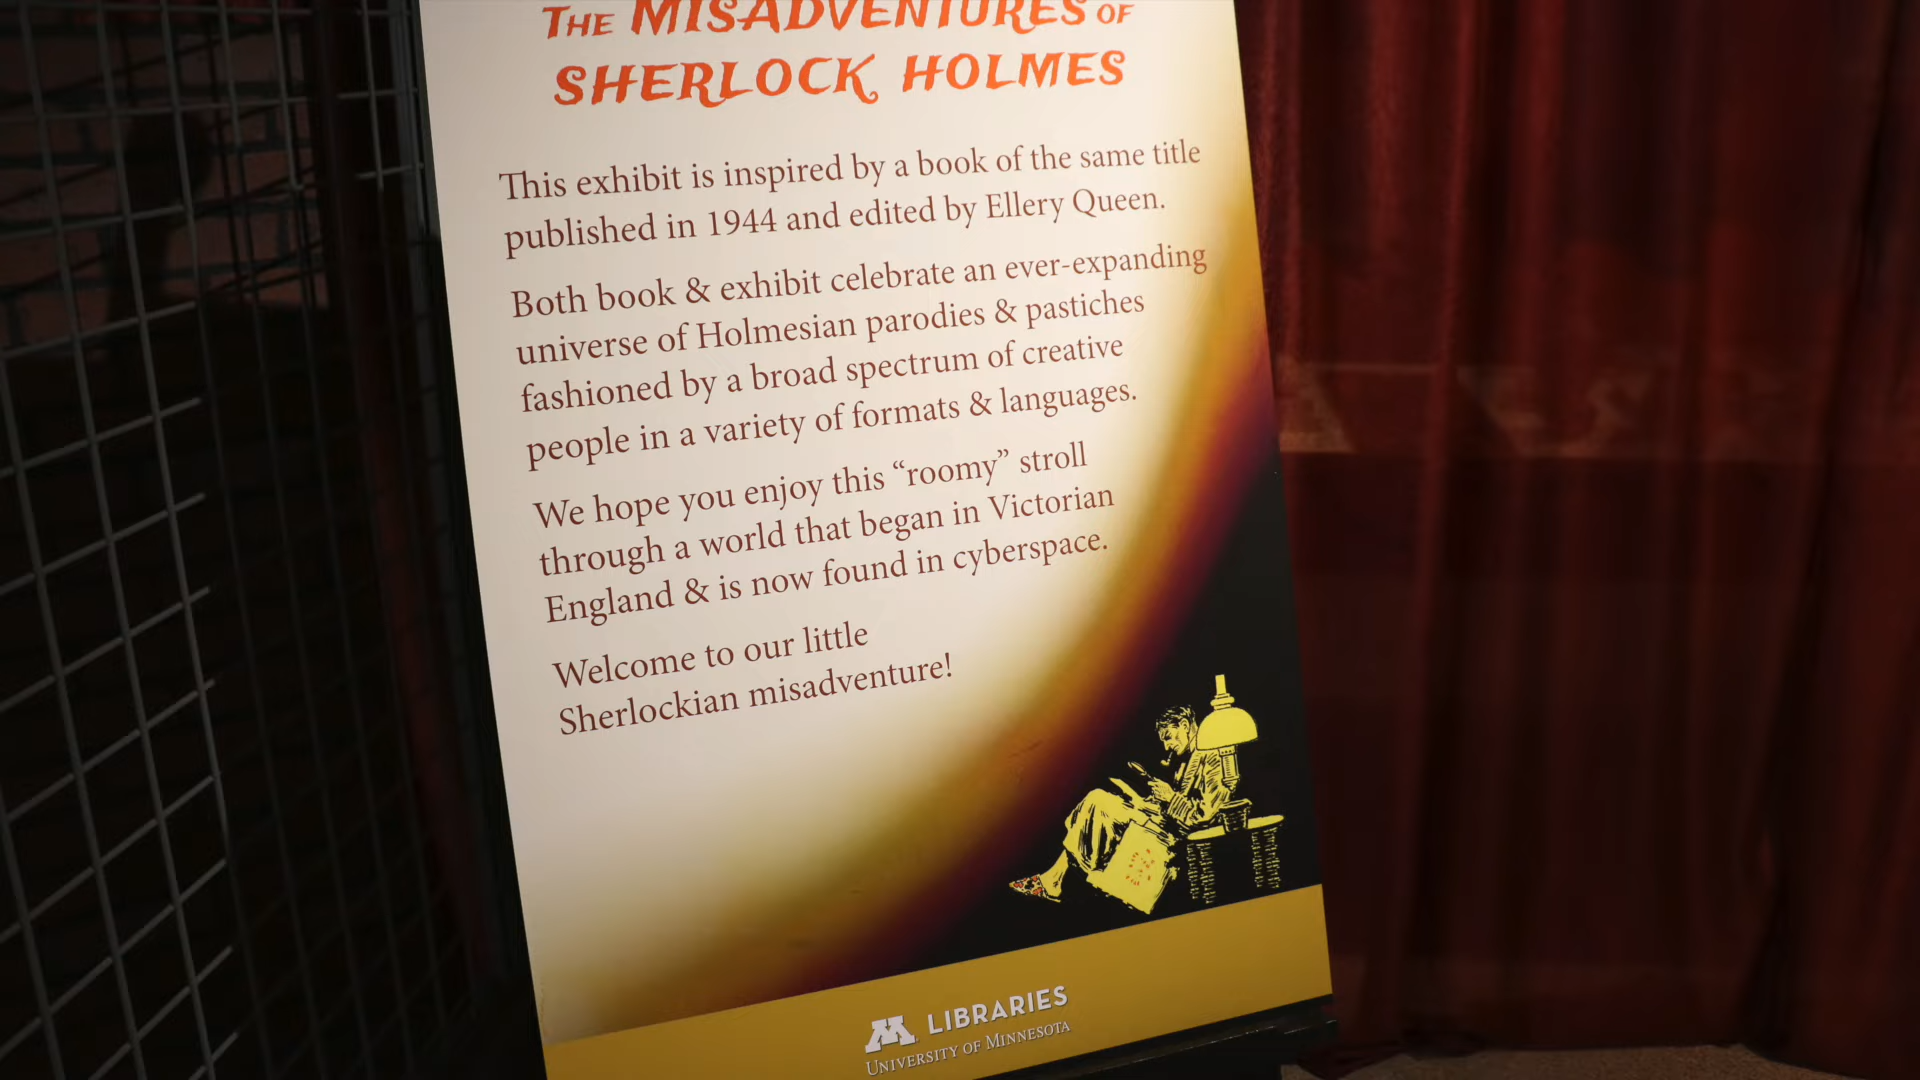 THE MISADVENTURES OF
SHERLOCK HOLMES
This exhibit is inspired by a book of the same title
published in 1944 and edited by Ellery Queen.
Both book & exhibit celebrate an ever-expanding
universe of Holmesian parodies & pastiches
fashioned by a broad spectrum of creative
people in a variety of formats & languages.
We hope you enjoy this “roomy” stroll
through a world that began in Victorian
England & is now found in cyberspace.
Welcome to our little
Sherlockian misadventure!
M LIBRARIES
UNIVERSITY OF MINNESOTA